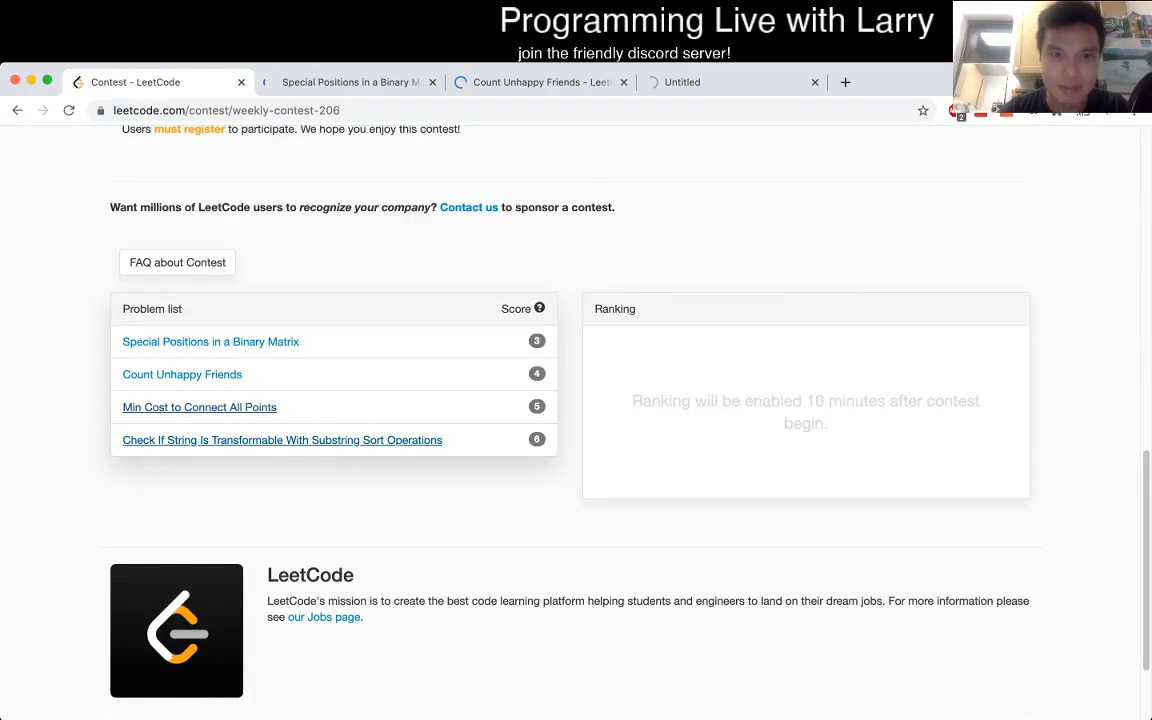 Programming Live with Larry
join the friendly discord server!
Contest - LeetCode
Special Positions in a Binary M
Count Unhappy Friends - Leet
Untitled
leetcode.com/contest/weekly-contest-206
2
Users must register to participate. We hope you enjoy this contest!
Want millions of LeetCode users to recognize your company? Contact us to sponsor a contest.
FAQ about Contest
Problem list
Score ?
Ranking
Special Positions in a Binary Matrix
3
Count Unhappy Friends
4
Min Cost to Connect All Points
5
Check If String Is Transformable With Substring Sort Operations
6
Ranking will be enabled 10 minutes after contest
begin.
LeetCode
LeetCode's mission is to create the best code learning platform helping students and engineers to land on their dream jobs. For more information please
see our Jobs page.